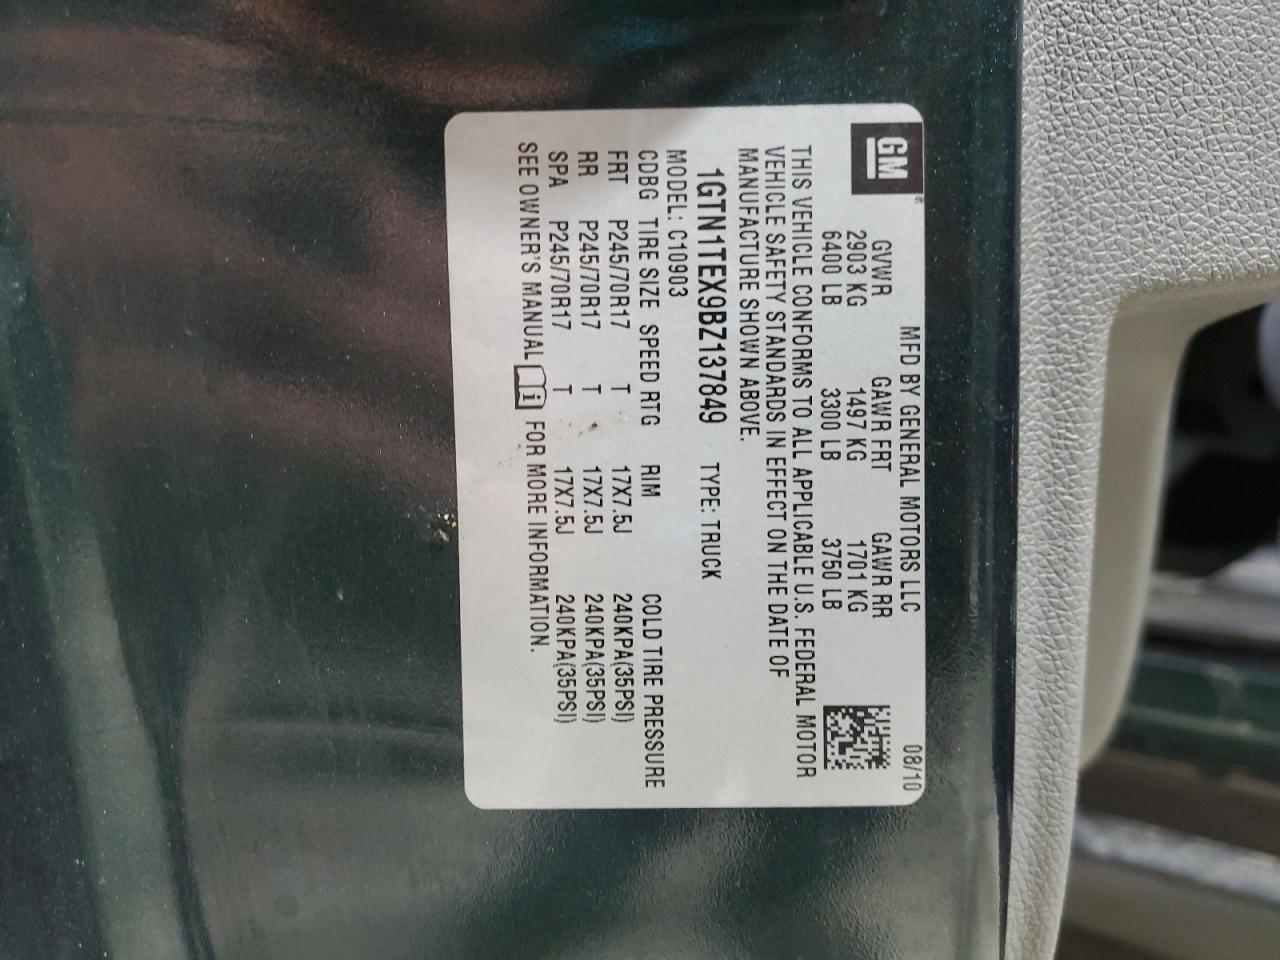 GM
MFD BY GENERAL MOTORS LLC 08/10
GVWR GAWR FRT GAWR RR
2903 KG 1497 KG 1701 KG
6400 LB 3300 LB 3750 LB
THIS VEHICLE CONFORMS TO ALL APPLICABLE U.S. FEDERAL MOTOR
VEHICLE SAFETY STANDARDS IN EFFECT ON THE DATE OF
MANUFACTURE SHOWN ABOVE.
1GTN1TEX9BZ137849 TYPE: TRUCK
MODEL: C10903
CDBG TIRE SIZE SPEED RTG RIM COLD TIRE PRESSURE
FRT P245/70R17 T 17X7.5J 240KPA(35PSI)
RR P245/70R17 T 17X7.5J 240KPA(35PSI)
SPA P245/70R17 T 17X7.5J 240KPA(35PSI)
SEE OWNER'S MANUAL i FOR MORE INFORMATION.